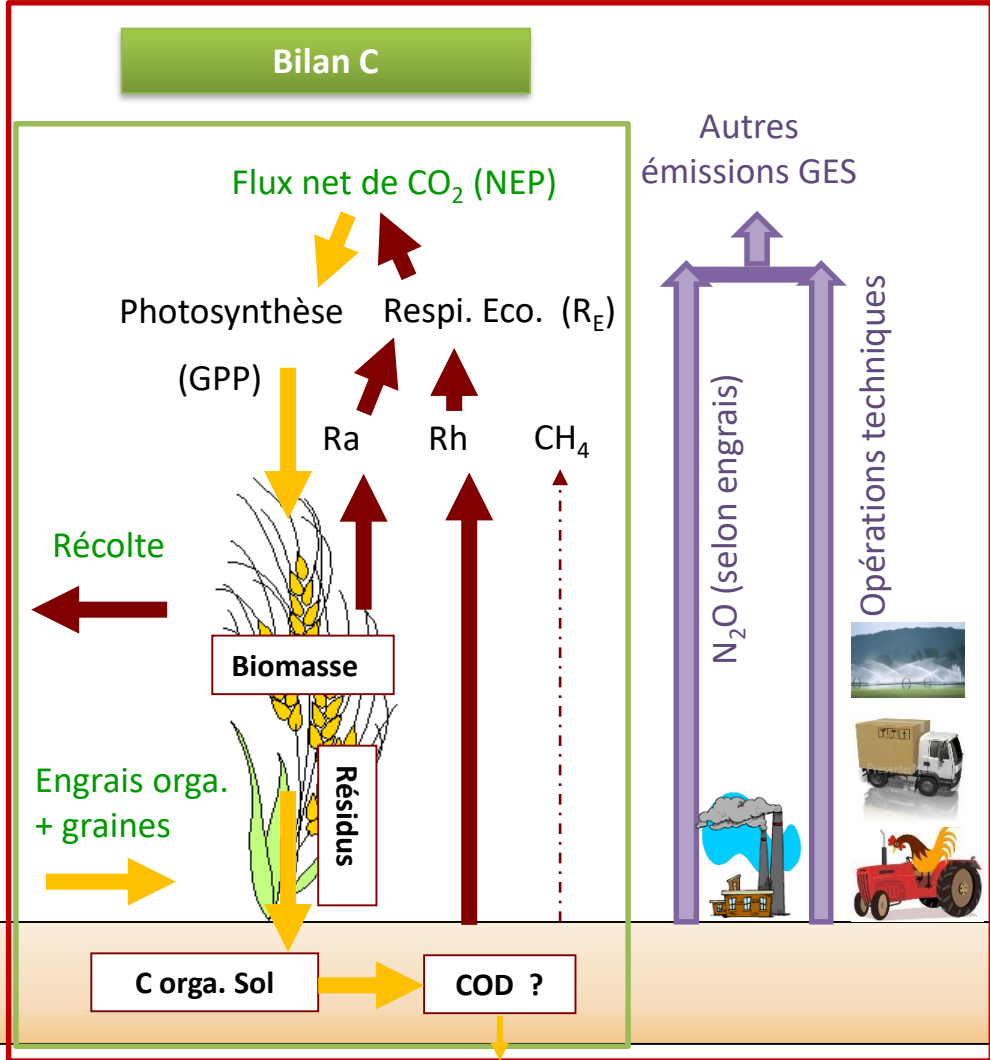 Bilan C
Autres
émissions GES
Flux net de CO₂ (NEP)
Photosynthèse
(GPP)
Respi. Eco. (R_E)
Ra
Rh
CH₄
Récolte
Biomasse
Résidus
Engrais orga.
+ graines
C orga. Sol
COD ?
N₂O (selon engrais)
Opérations techniques